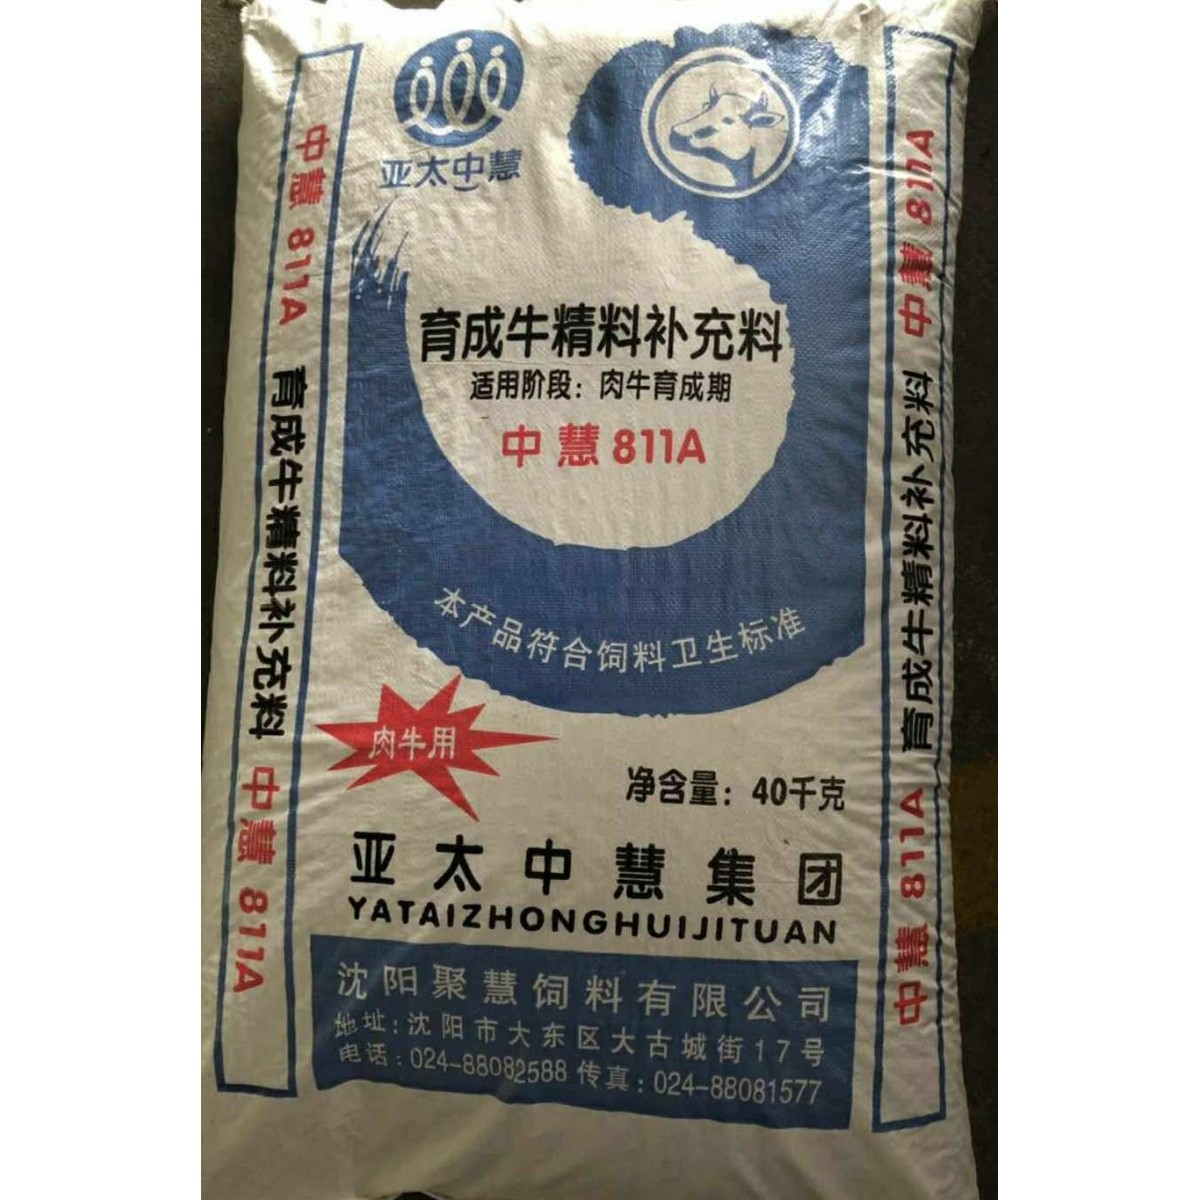 亚太中慧
育成牛精料补充料
适用阶段：肉牛育成期
中慧811A
本产品符合饲料卫生标准
肉牛用
净含量：40千克
亚太中慧集团
YATAIZHONGHUIJITUAN
沈阳聚慧饲料有限公司
地址：沈阳市大东区大古城街17号
电话：024-88082588 传真：024-88081577
中慧 811A 育成牛精料补充料 中慧 811A
中慧 811A 育成牛精料补充料 中慧 811A